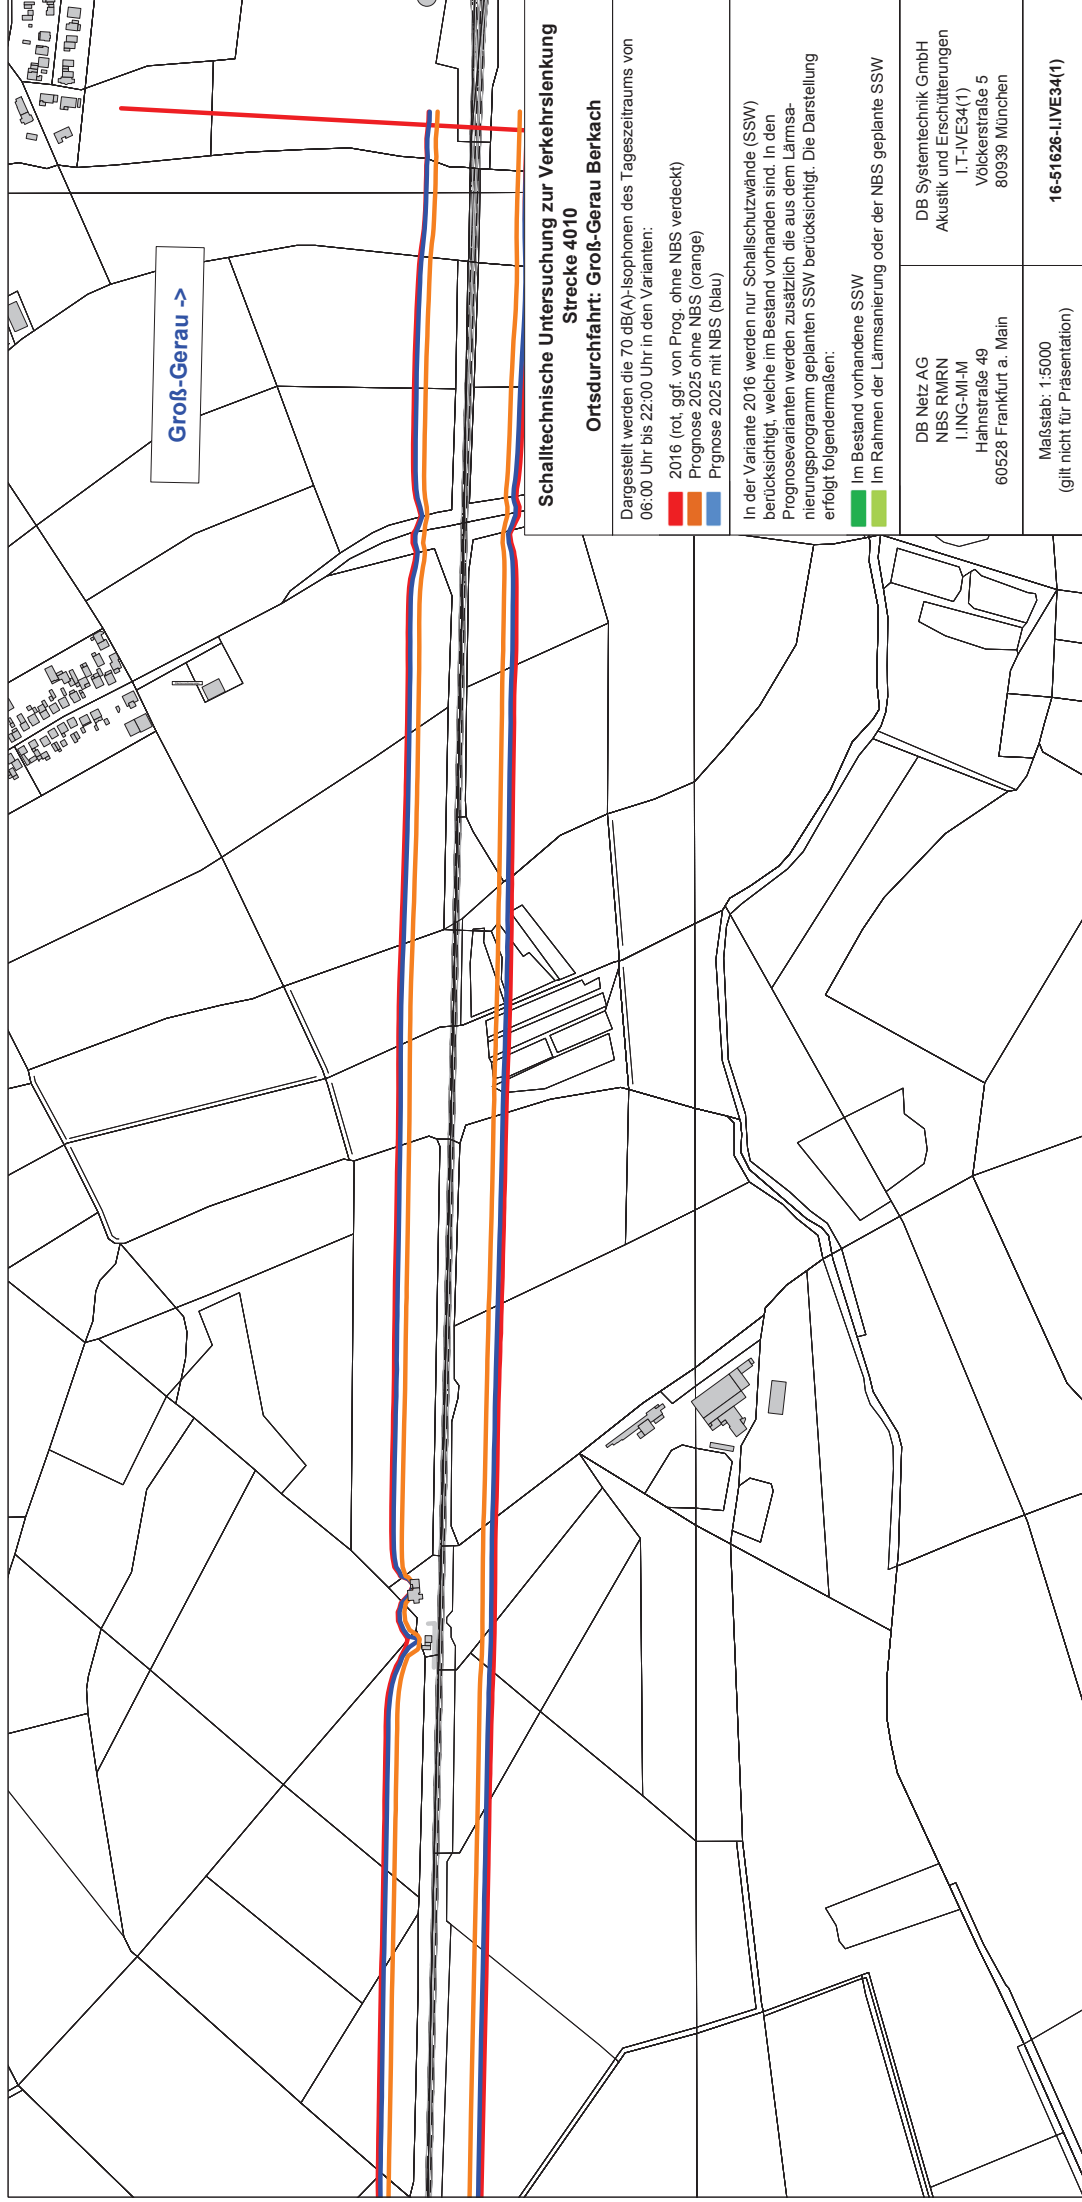 Groß-Gerau ->
Schalltechnische Untersuchung zur Verkehrslenkung
Strecke 4010
Ortsdurchfahrt: Groß-Gerau Berkach
Dargestellt werden die 70 dB(A)-Isophonen des Tageszeitraums von
06:00 Uhr bis 22:00 Uhr in den Varianten:
2016 (rot, ggf. von Prog. ohne NBS verdeckt)
Prognose 2025 ohne NBS (orange)
Prgnose 2025 mit NBS (blau)
In der Variante 2016 werden nur Schallschutzwände (SSW)
berücksichtigt, welche im Bestand vorhanden sind. In den
Prognosevarianten werden zusätzlich die aus dem Lärmsa-
nierungsprogramm geplanten SSW berücksichtigt. Die Darstellung
erfolgt folgendermaßen:
Im Bestand vorhandene SSW
Im Rahmen der Lärmsanierung oder der NBS geplante SSW
DB Netz AG
NBS RMRN
I.ING-MI-M
Hahnstraße 49
60528 Frankfurt a. Main
DB Systemtechnik GmbH
Akustik und Erschütterungen
I.T-IVE34(1)
Völckerstraße 5
80939 München
Maßstab: 1:5000
(gilt nicht für Präsentation)
16-51626-I.IVE34(1)